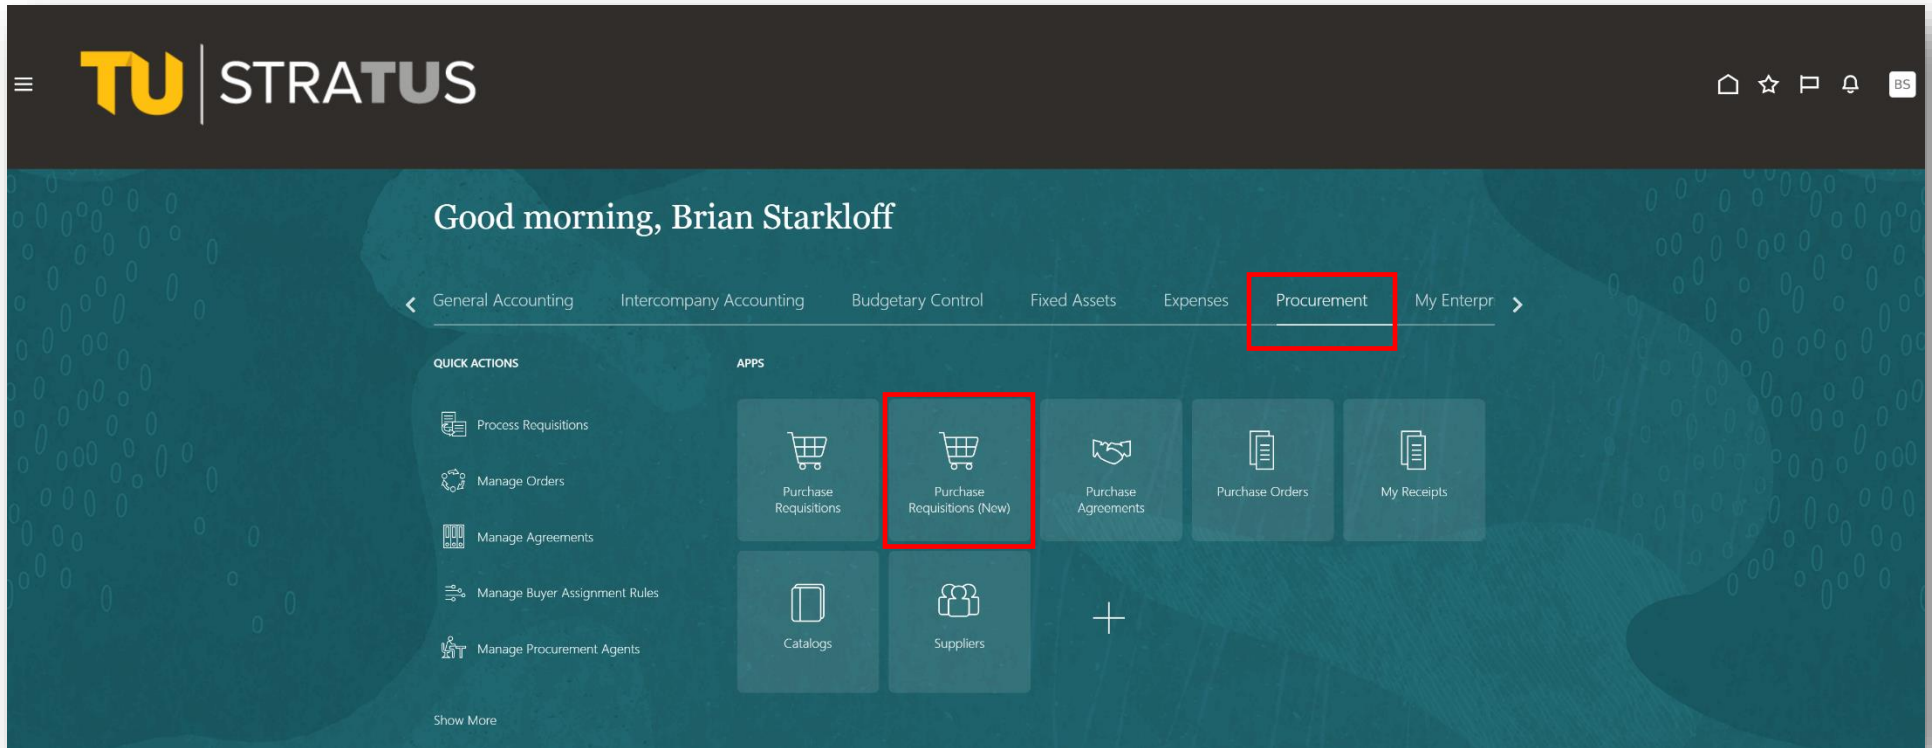 TU STRATUS
BS
Good morning, Brian Starkloff
General Accounting
Intercompany Accounting
Budgetary Control
Fixed Assets
Expenses
Procurement
My Enterpr
QUICK ACTIONS
Process Requisitions
Manage Orders
Manage Agreements
Manage Buyer Assignment Rules
Manage Procurement Agents
Show More
APPS
Purchase
Requisitions
Purchase
Requisitions (New)
Purchase
Agreements
Purchase Orders
My Receipts
Catalogs
Suppliers